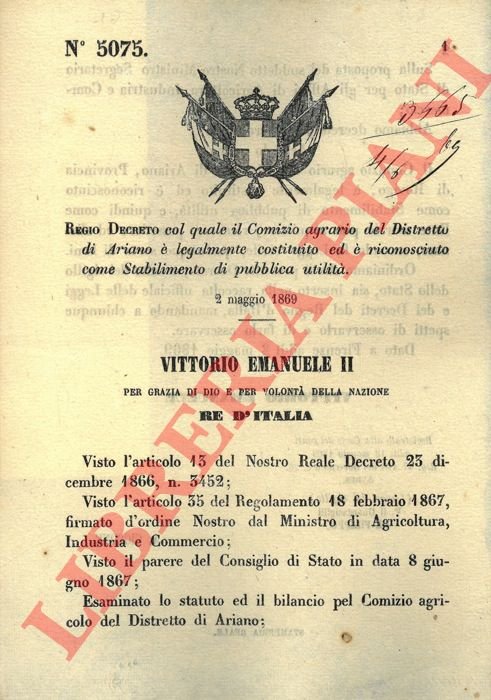 N° 5075.
1
3465
4/6
REGIO DECRETO col quale il Comizio agrario del Distretto
di Ariano è legalmente costituito ed è riconosciuto
come Stabilimento di pubblica utilità.
2 maggio 1869
VITTORIO EMANUELE II
PER GRAZIA DI DIO E PER VOLONTÀ DELLA NAZIONE
RE D'ITALIA
Visto l'articolo 13 del Nostro Reale Decreto 23 di-
cembre 1866, n. 3452;
Visto l'articolo 35 del Regolamento 18 febbraio 1867,
firmato d'ordine Nostro dal Ministro di Agricoltura,
Industria e Commercio;
Visto il parere del Consiglio di Stato in data 8 giu-
gno 1867;
Esaminato lo statuto ed il bilancio pel Comizio agri-
colo del Distretto di Ariano;
LIBRERIA PIANI